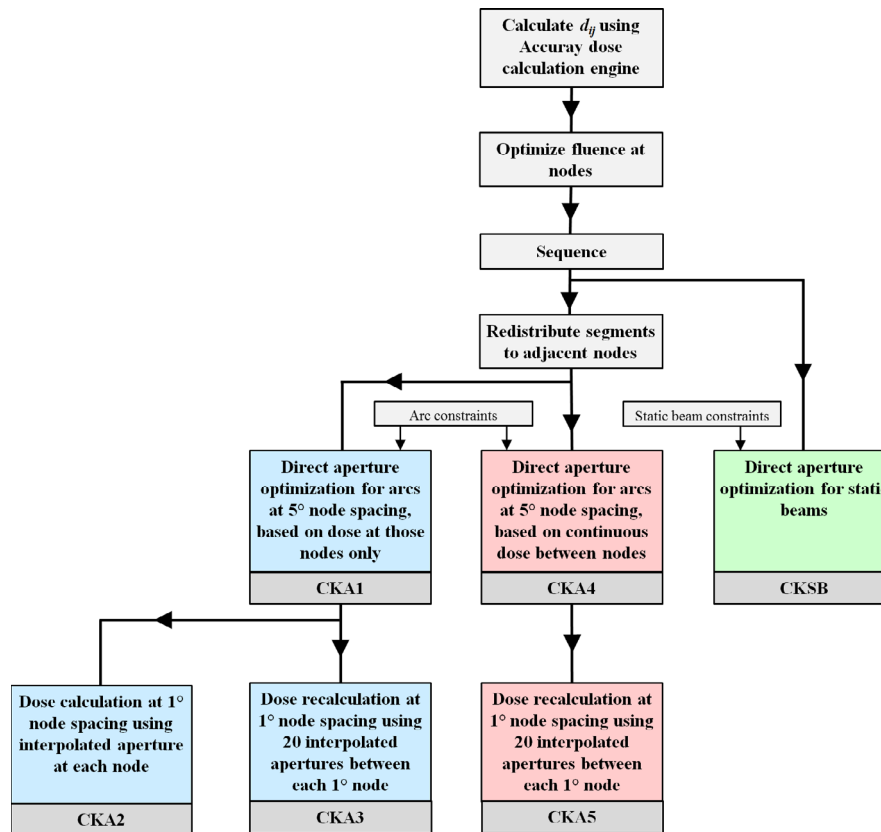 Calculate dij using
Accuray dose
calculation engine
Optimize fluence at
nodes
Sequence
Redistribute segments
to adjacent nodes
Arc constraints
Static beam constraints
Direct aperture
optimization for arcs
at 5° node spacing,
based on dose at those
nodes only
CKA1
Direct aperture
optimization for arcs
at 5° node spacing,
based on continuous
dose between nodes
CKA4
Direct aperture
optimization for stati
beams
CKSB
Dose calculation at 1°
node spacing using
interpolated aperture
at each node
CKA2
Dose recalculation at
1° node spacing using
20 interpolated
apertures between
each 1° node
CKA3
Dose recalculation at
1° node spacing using
20 interpolated
apertures between
each 1° node
CKA5